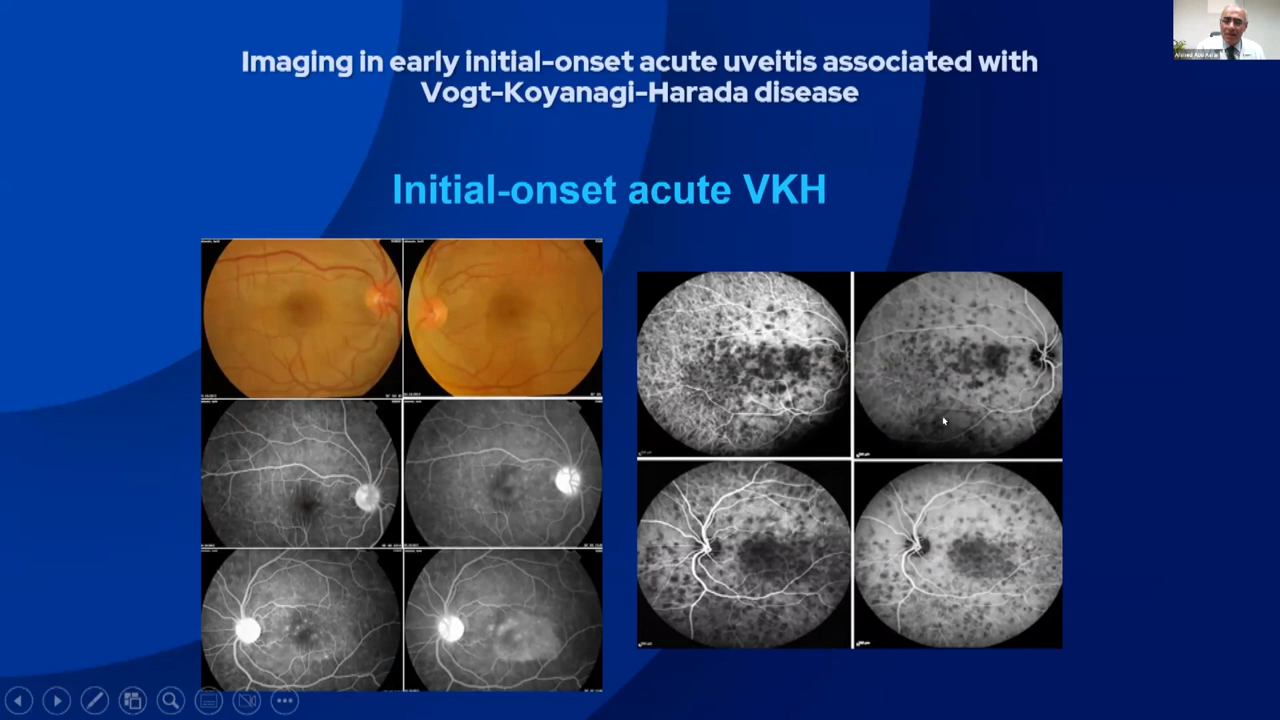 Imaging in early initial-onset acute uveitis associated with
Vogt-Koyanagi-Harada disease
Initial-onset acute VKH